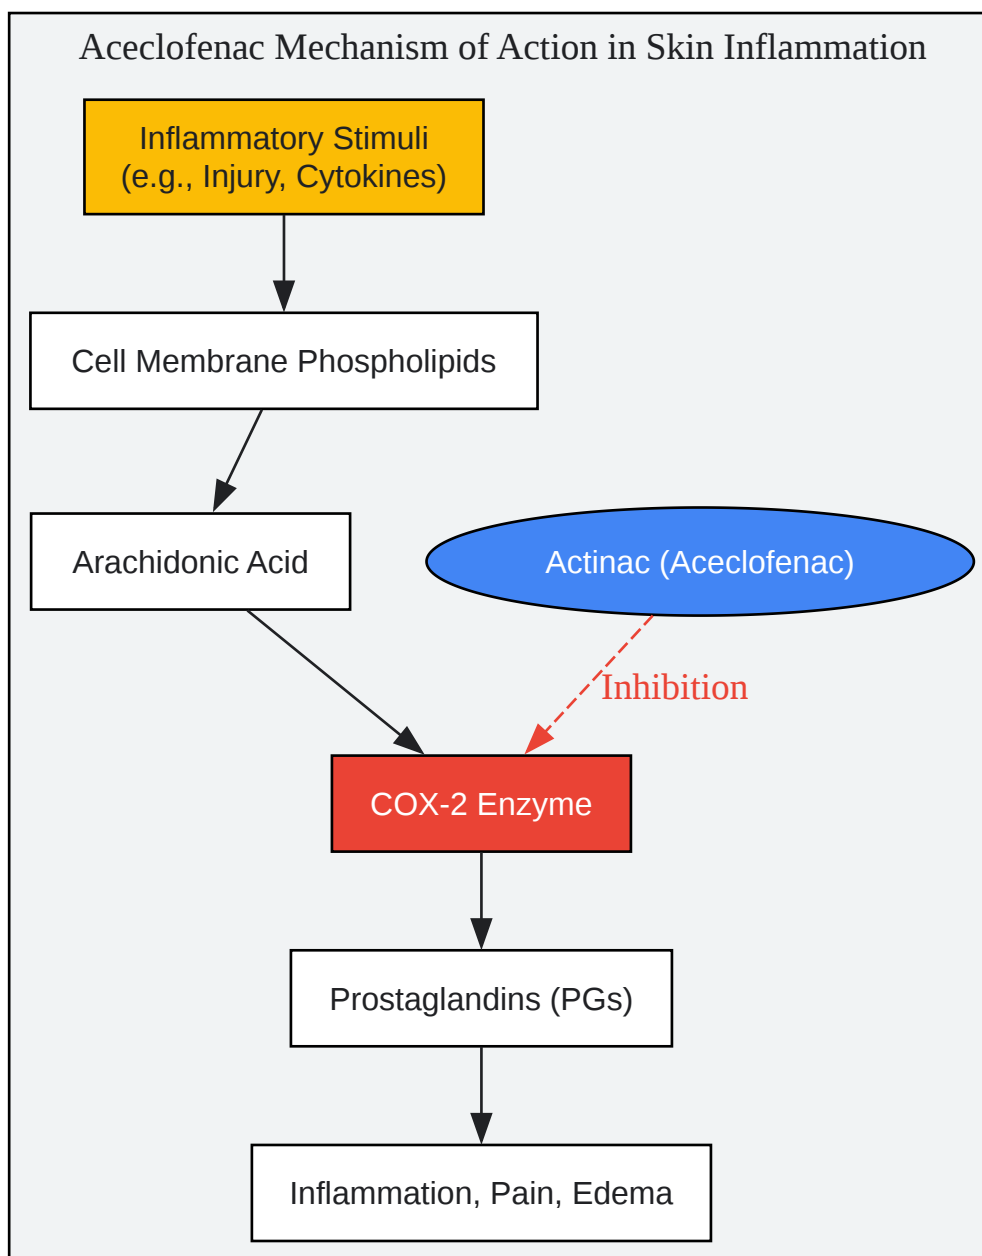 Aceclofenac Mechanism of Action in Skin Inflammation
Inflammatory Stimuli
(e.g., Injury, Cytokines)
Cell Membrane Phospholipids
Arachidonic Acid
Actinac (Aceclofenac)
Inhibition
COX-2 Enzyme
Prostaglandins (PGs)
Inflammation, Pain, Edema